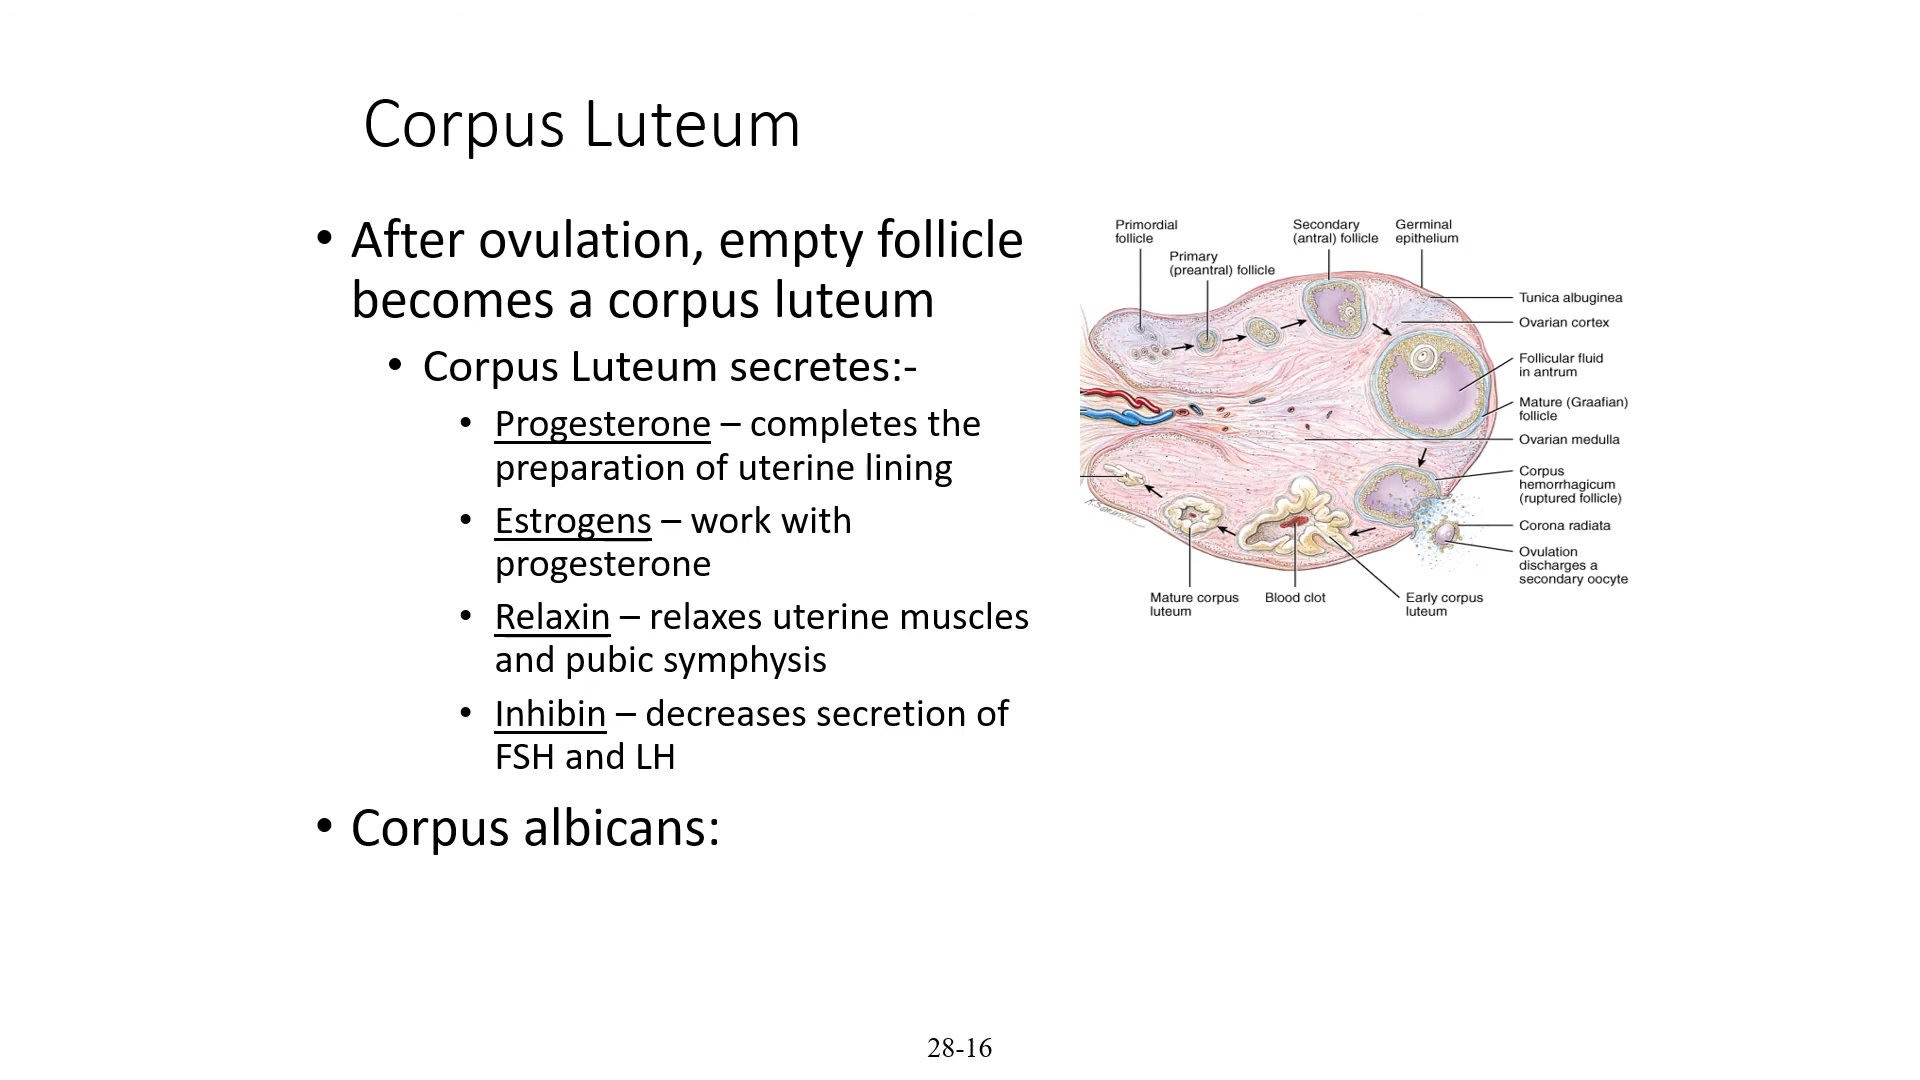 Corpus Luteum
• After ovulation, empty follicle
becomes a corpus luteum
• Corpus Luteum secretes:-
• Progesterone – completes the
preparation of uterine lining
• Estrogens – work with
progesterone
• Relaxin – relaxes uterine muscles
and pubic symphysis
• Inhibin – decreases secretion of
FSH and LH
• Corpus albicans:
Primordial
follicle
Primary
(preantral) follicle
Secondary
(antral) follicle
Germinal
epithelium
Tunica albuginea
Ovarian cortex
Follicular fluid
in antrum
Mature (Graafian)
follicle
Ovarian medulla
Corpus
hemorrhagicum
(ruptured follicle)
Corona radiata
Ovulation
discharges a
secondary oocyte
Mature corpus
luteum
Blood clot
Early corpus
luteum
28-16